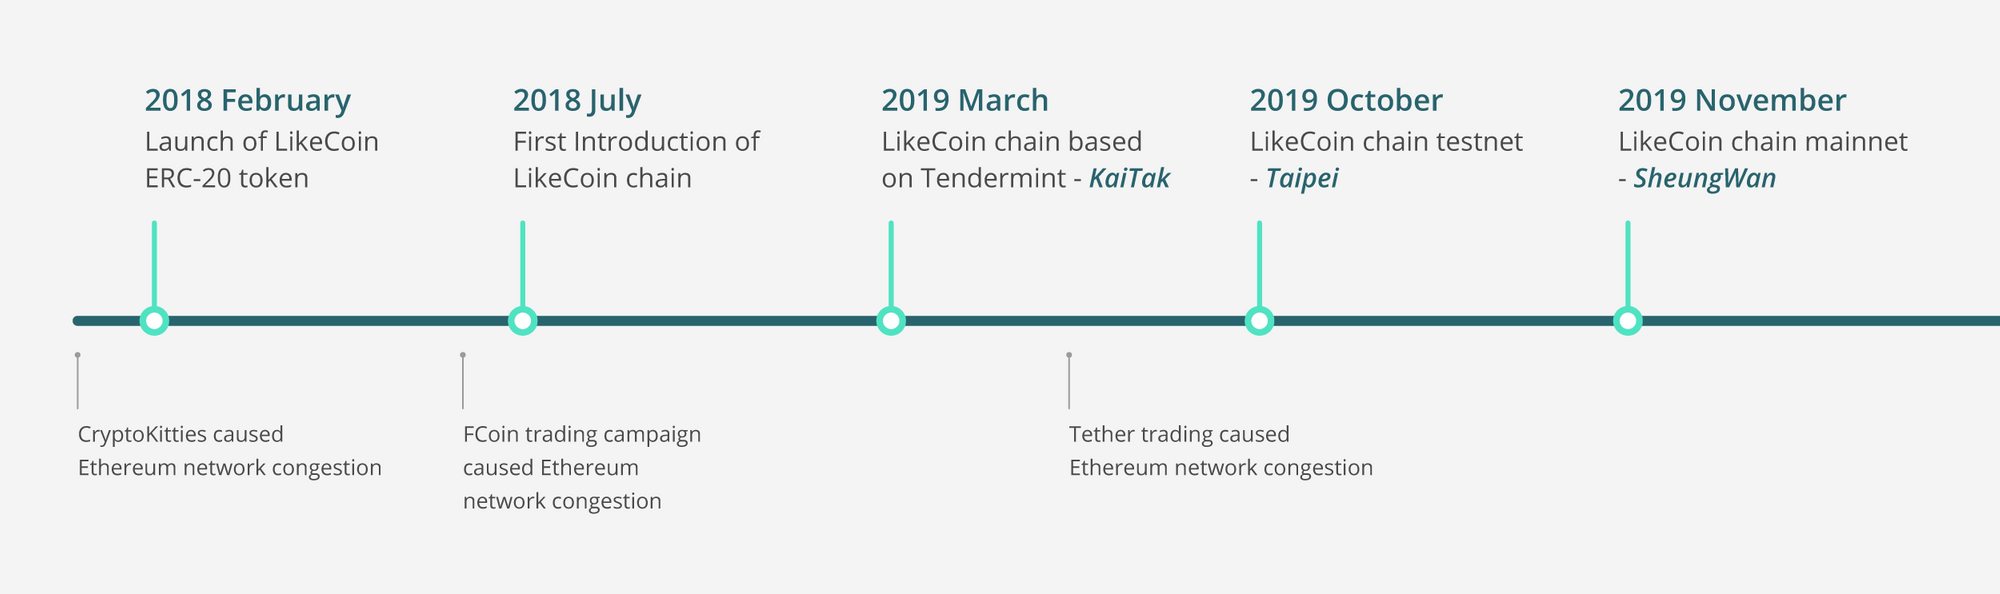 2018 February
Launch of LikeCoin
ERC-20 token
2018 July
First Introduction of
LikeCoin chain
2019 March
LikeCoin chain based
on Tendermint - KaiTak
2019 October
LikeCoin chain testnet
- Taipei
2019 November
LikeCoin chain mainnet
- SheungWan
CryptoKitties caused
Ethereum network congestion
FCoin trading campaign
caused Ethereum
network congestion
Tether trading caused
Ethereum network congestion